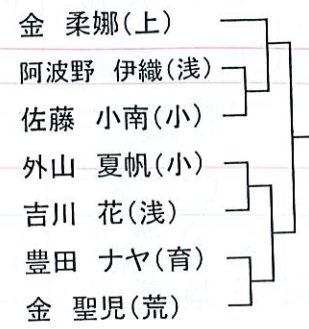 金 柔娜(上)
阿波野 伊織(浅)
佐藤 小南(小)
外山 夏帆(小)
吉川 花(浅)
豊田 ナヤ(育)
金 聖児(荒)